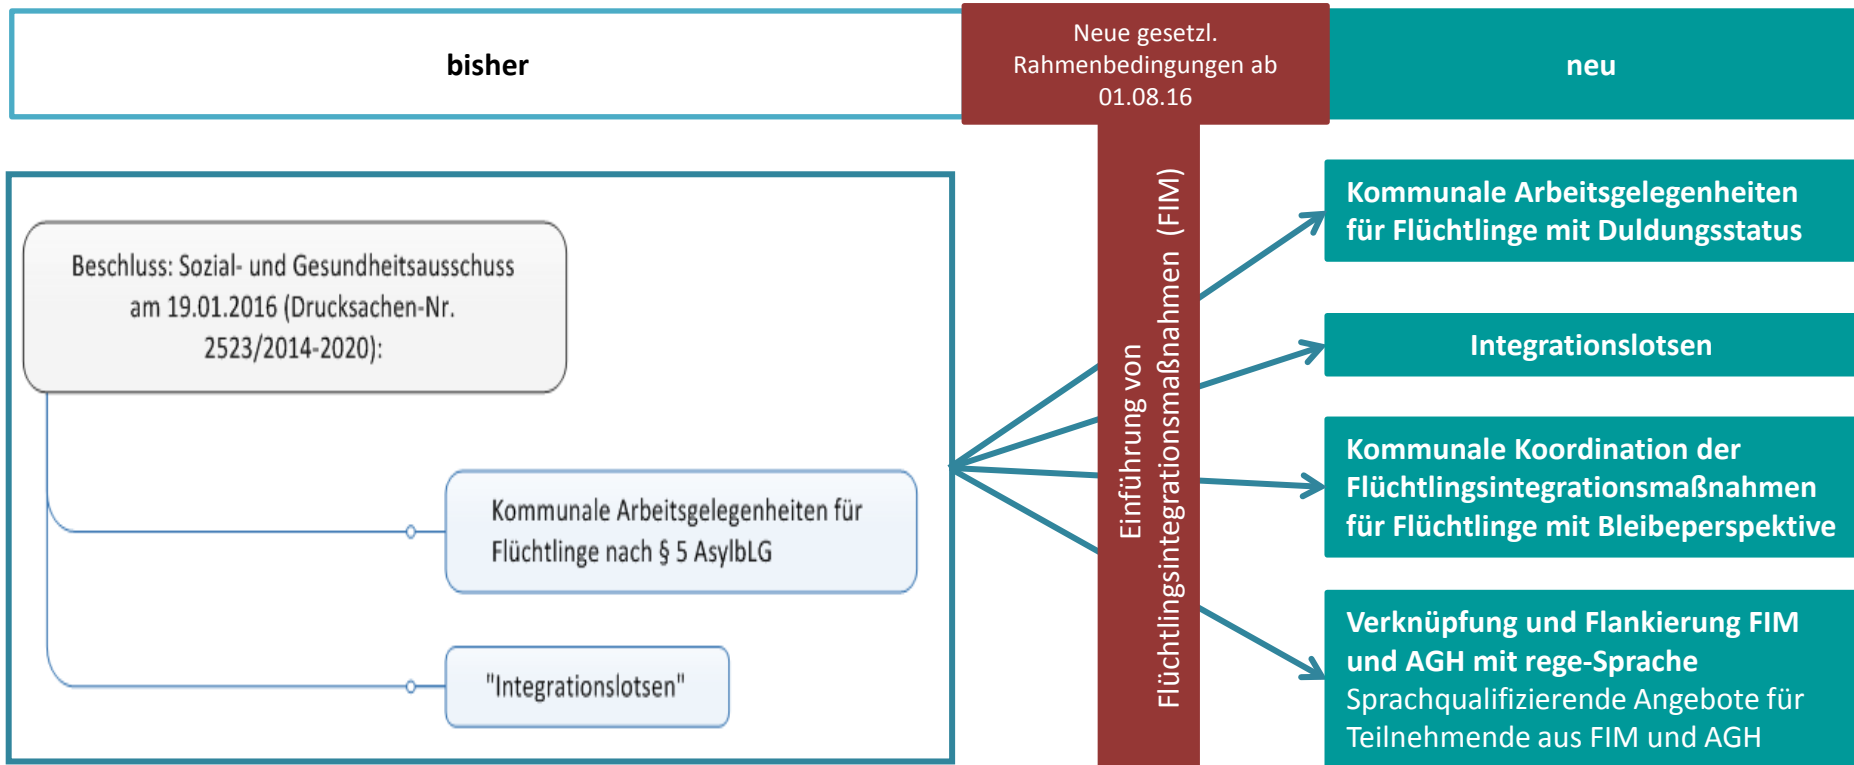 bisher
Neue gesetzl.
Rahmenbedingungen ab
01.08.16
neu
Beschluss: Sozial- und Gesundheitsausschuss
am 19.01.2016 (Drucksachen-Nr.
2523/2014-2020):
Kommunale Arbeitsgelegenheiten für
Flüchtlinge nach § 5 AsylbLG
"Integrationslotsen"
Einführung von
Flüchtlingsintegrationsmaßnahmen (FIM)
Kommunale Arbeitsgelegenheiten
für Flüchtlinge mit Duldungsstatus
Integrationslotsen
Kommunale Koordination der
Flüchtlingsintegrationsmaßnahmen
für Flüchtlinge mit Bleibeperspektive
Verknüpfung und Flankierung FIM
und AGH mit rege-Sprache
Sprachqualifizierende Angebote für
Teilnehmende aus FIM und AGH